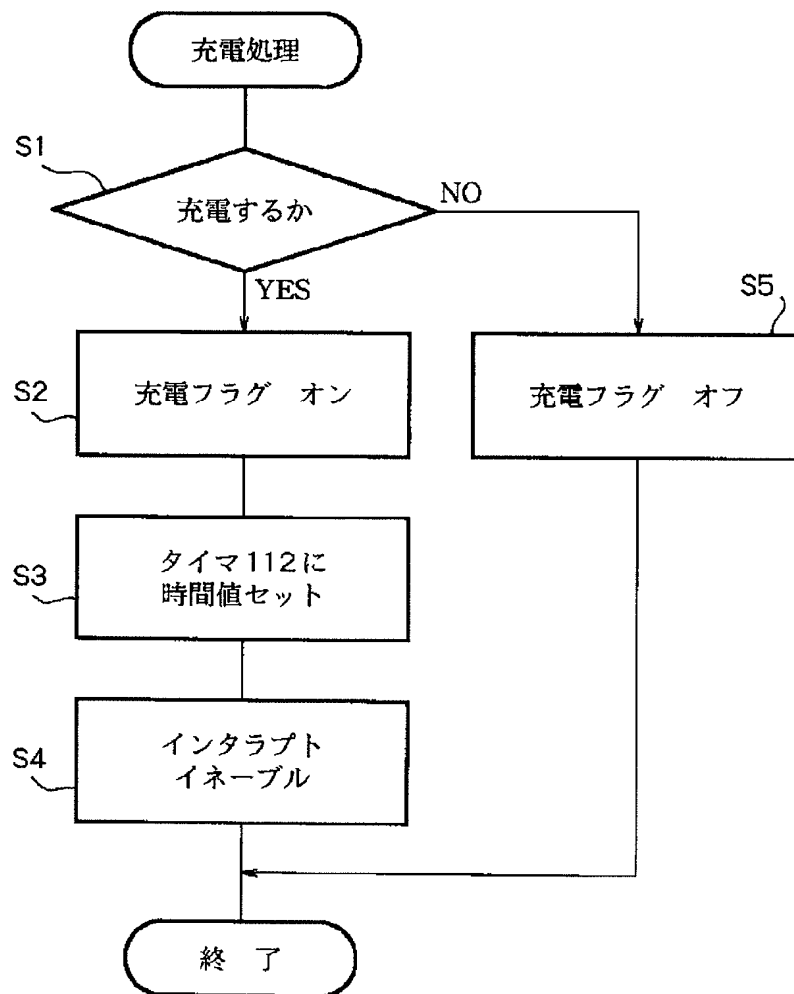 充電処理
S1
充電するか
NO
YES
S5
S2
充電フラグ オン
充電フラグ オフ
S3
タイマ112に
時間値セット
S4
インタラプト
イネーブル
終 了